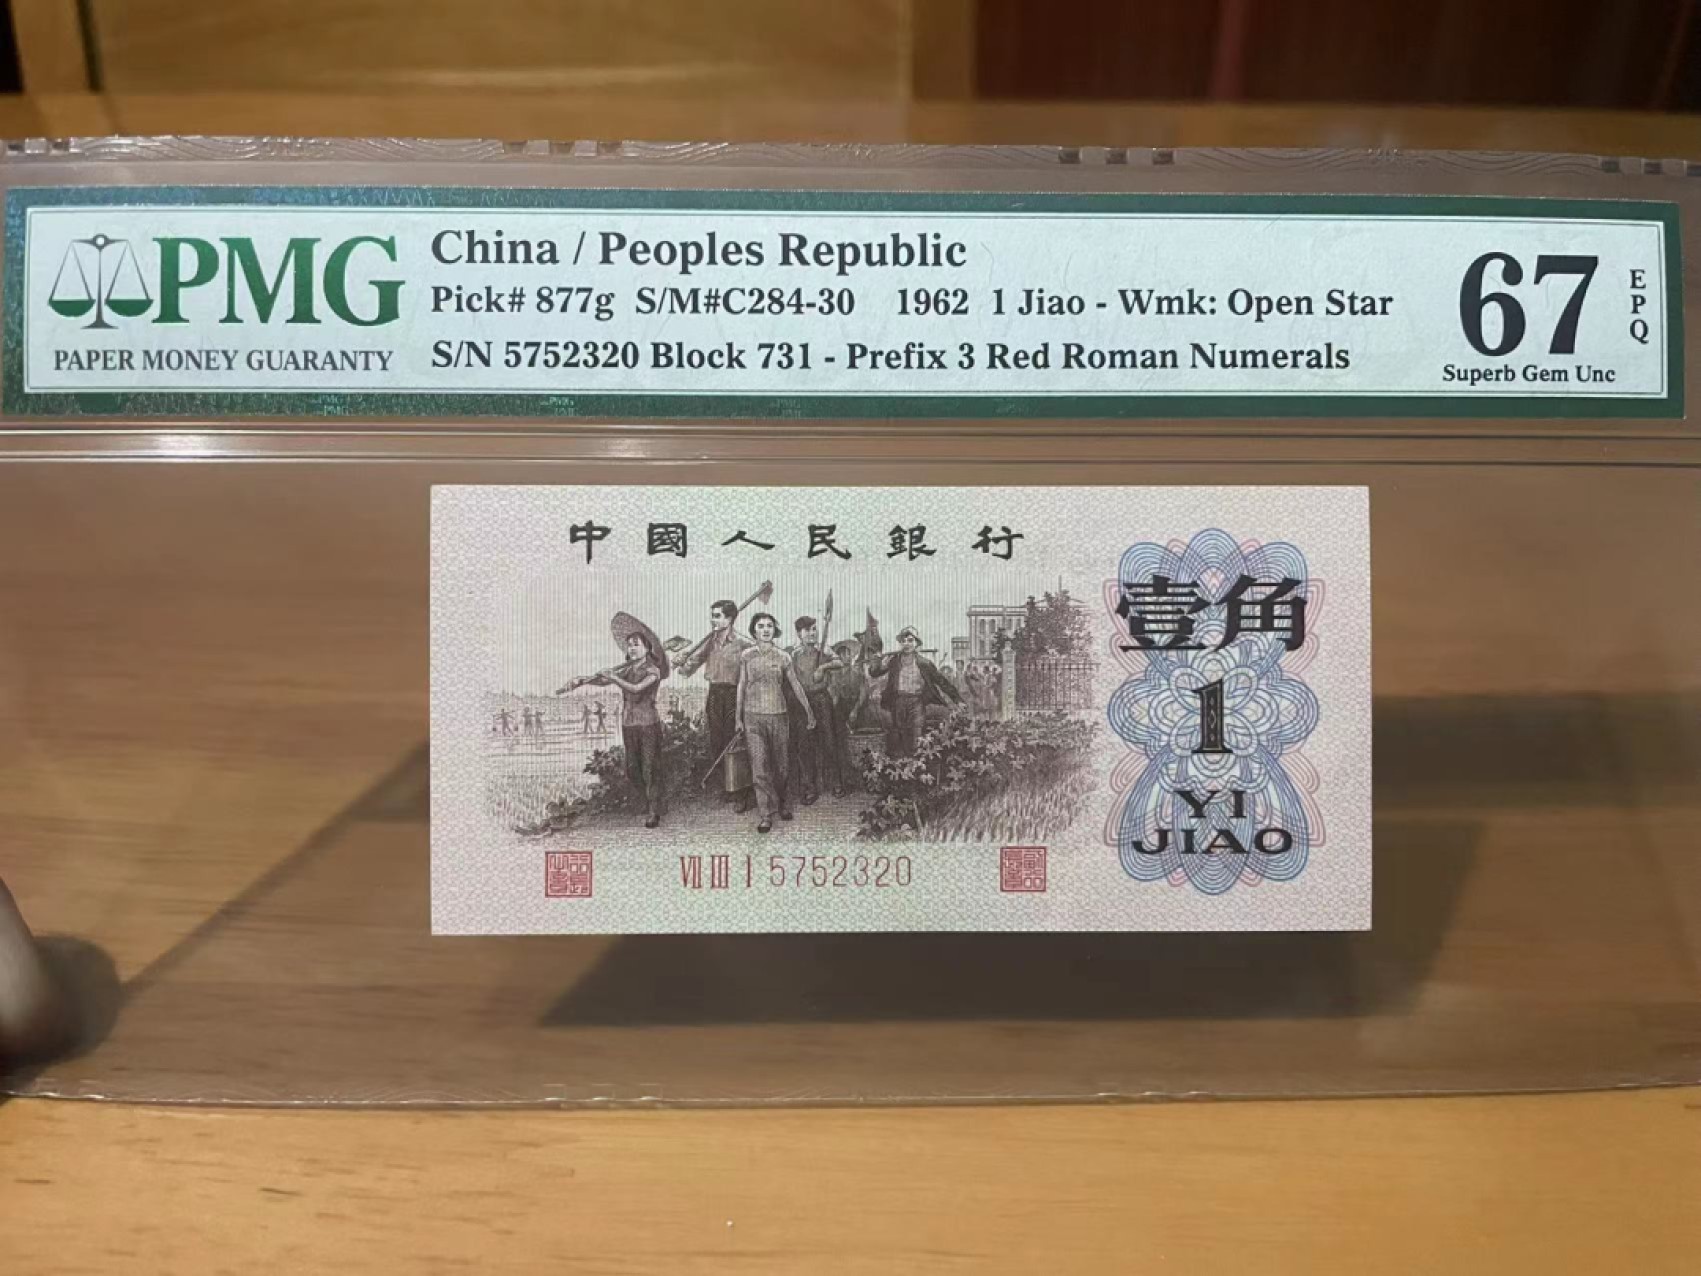 PMG
PAPER MONEY GUARANTY
China / Peoples Republic
Pick# 877g S/M#C284-30 1962 1 Jiao - Wmk: Open Star
S/N 5752320 Block 731 - Prefix 3 Red Roman Numerals
67
EPQ
Superb Gem Unc
中國人民銀行
壹角
1
YI
JIAO
VII III I 5752320